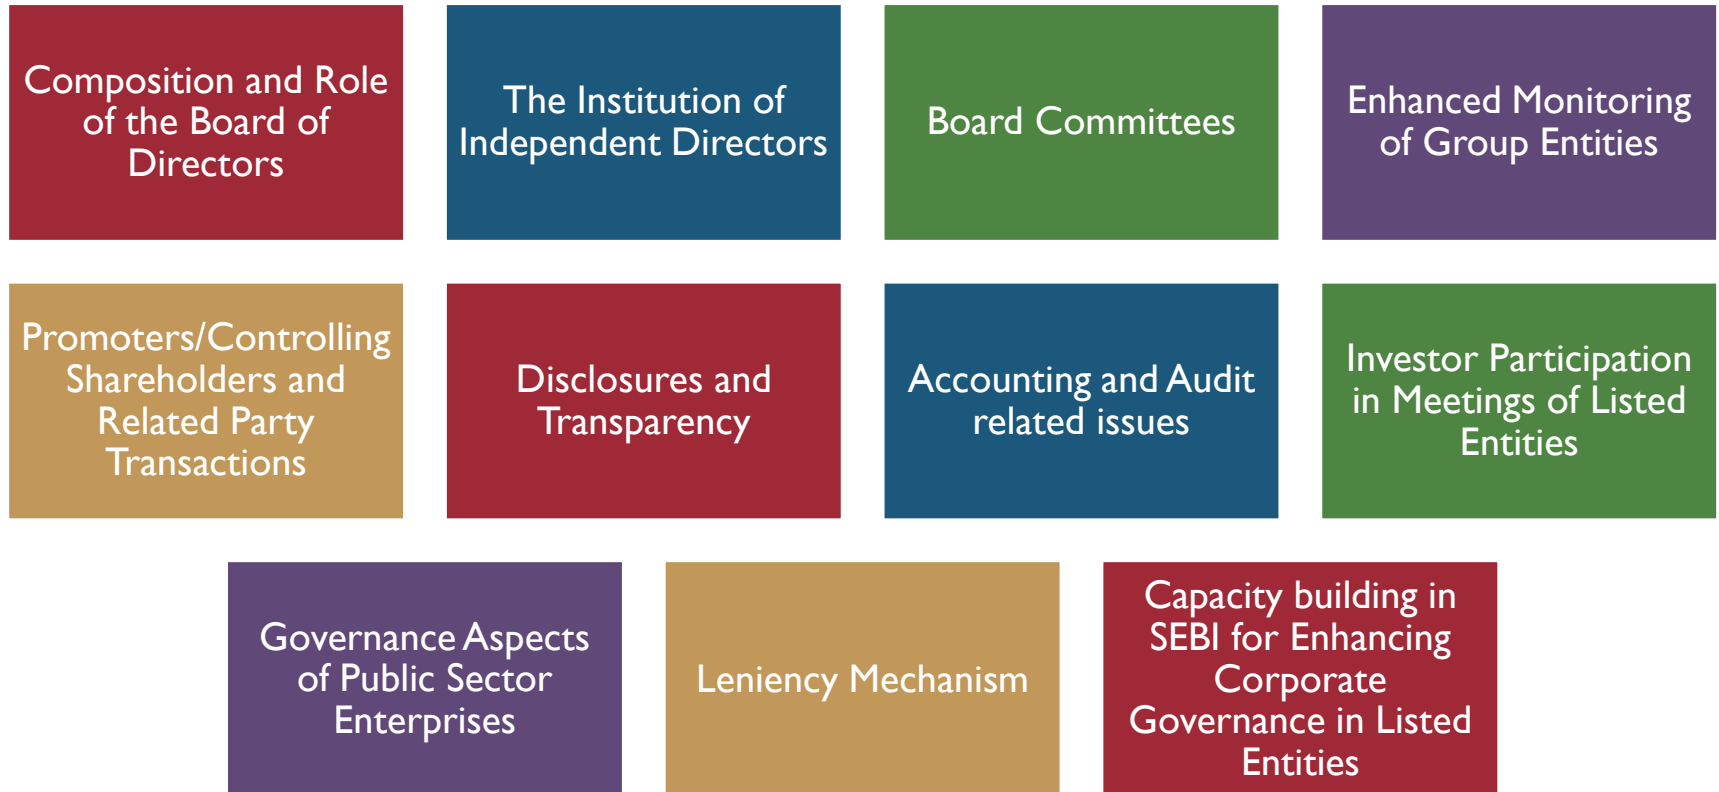 Composition and Role
of the Board of
Directors
The Institution of
Independent Directors
Board Committees
Enhanced Monitoring
of Group Entities
Promoters/Controlling
Shareholders and
Related Party
Transactions
Disclosures and
Transparency
Accounting and Audit
related issues
Investor Participation
in Meetings of Listed
Entities
Governance Aspects
of Public Sector
Enterprises
Leniency Mechanism
Capacity building in
SEBI for Enhancing
Corporate
Governance in Listed
Entities